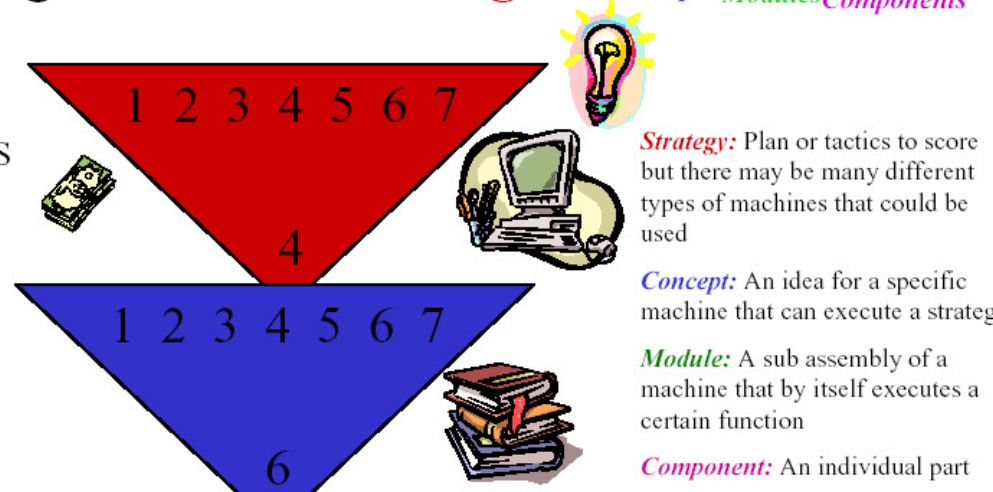 Modules Components
1 2 3 4 5 6 7
S
4
Strategy: Plan or tactics to score
but there may be many different
types of machines that could be
used
1 2 3 4 5 6 7
6
Concept: An idea for a specific
machine that can execute a strateg
Module: A sub assembly of a
machine that by itself executes a
certain function
Component: An individual part